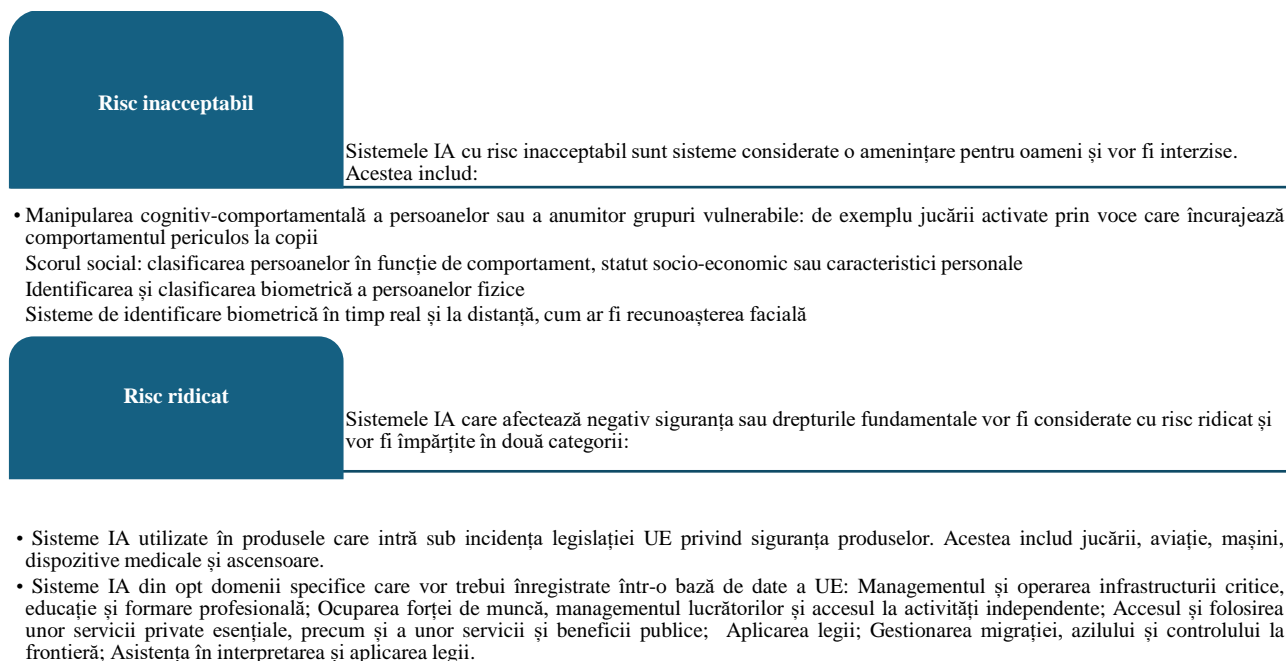 Risc inacceptabil
Sistemele IA cu risc inacceptabil sunt sisteme considerate o amenințare pentru oameni și vor fi interzise.
Acestea includ:
• Manipularea cognitiv-comportamentală a persoanelor sau a anumitor grupuri vulnerabile: de exemplu jucării activate prin voce care încurajează
comportamentul periculos la copii
Scorul social: clasificarea persoanelor în funcție de comportament, statut socio-economic sau caracteristici personale
Identificarea și clasificarea biometrică a persoanelor fizice
Sisteme de identificare biometrică în timp real și la distanță, cum ar fi recunoașterea facială
Risc ridicat
Sistemele IA care afectează negativ siguranța sau drepturile fundamentale vor fi considerate cu risc ridicat și
vor fi împărțite în două categorii:
• Sisteme IA utilizate în produsele care intră sub incidența legislației UE privind siguranța produselor. Acestea includ jucării, aviație, mașini,
dispozitive medicale și ascensoare.
• Sisteme IA din opt domenii specifice care vor trebui înregistrate într-o bază de date a UE: Managementul și operarea infrastructurii critice,
educație și formare profesională; Ocuparea forței de muncă, managementul lucrătorilor și accesul la activități independente; Accesul și folosirea
unor servicii private esențiale, precum și a unor servicii și beneficii publice; Aplicarea legii; Gestionarea migrației, azilului și controlului la
frontieră; Asistența în interpretarea și aplicarea legii.